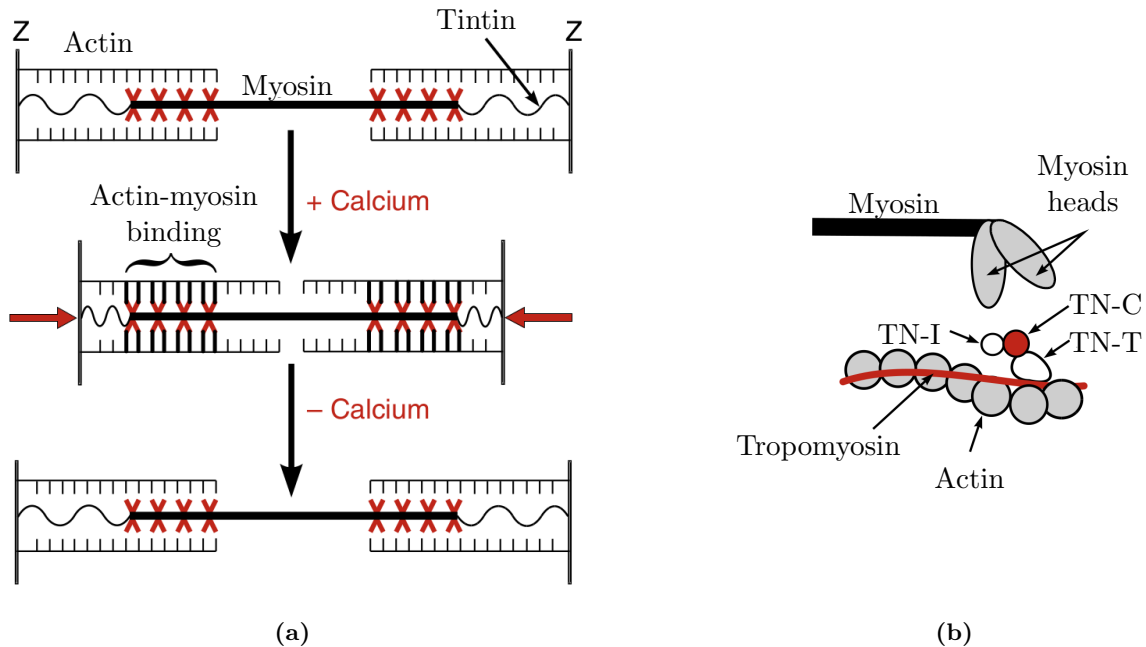 Z
Actin
Tintin
Z
Myosin
+ Calcium
Actin-myosin
binding
– Calcium
(a)
Myosin
Myosin
heads
TN-C
TN-I
TN-T
Tropomyosin
Actin
(b)